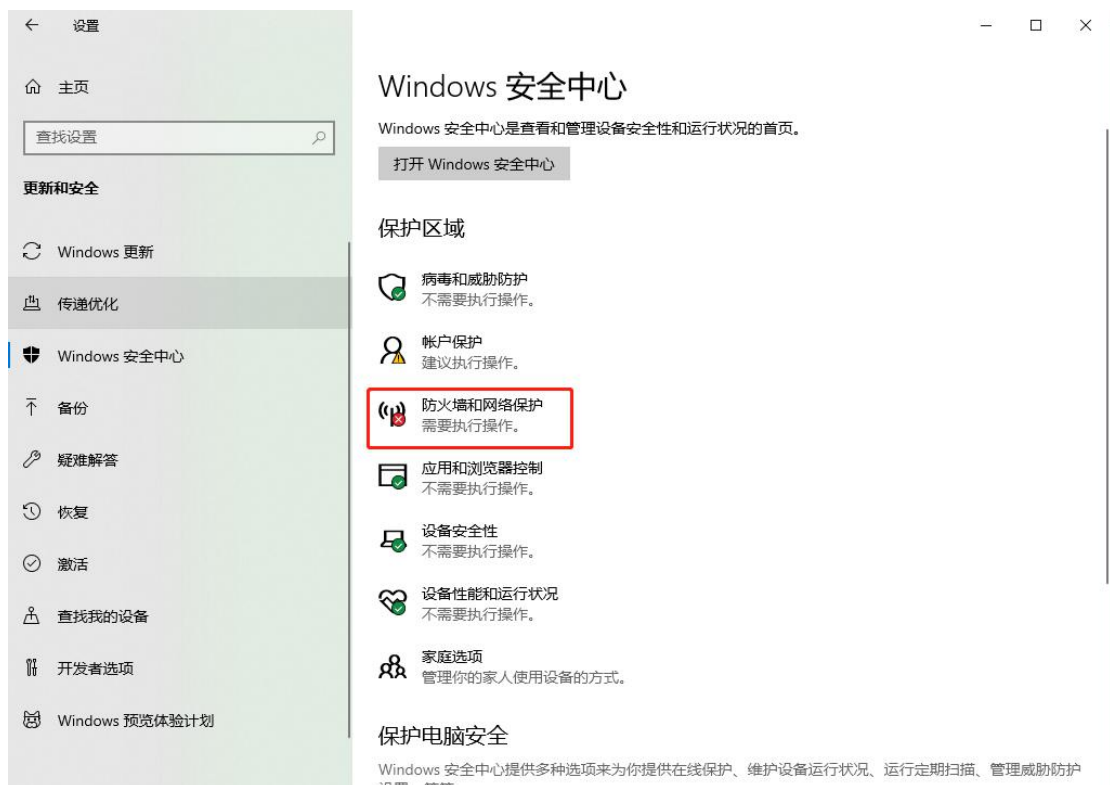 设置
主页
查找设置
更新和安全
Windows 更新
传递优化
Windows 安全中心
备份
疑难解答
恢复
激活
查找我的设备
开发者选项
Windows 预览体验计划
Windows 安全中心
Windows 安全中心是查看和管理设备安全性和运行状况的首页。
打开 Windows 安全中心
保护区域
病毒和威胁防护
不需要执行操作。
帐户保护
建议执行操作。
防火墙和网络保护
需要执行操作。
应用和浏览器控制
不需要执行操作。
设备安全性
不需要执行操作。
设备性能和运行状况
不需要执行操作。
家庭选项
管理你的家人使用设备的方式。
保护电脑安全
Windows 安全中心提供多种选项来为你提供在线保护、维护设备运行状况、运行定期扫描、管理威胁防护